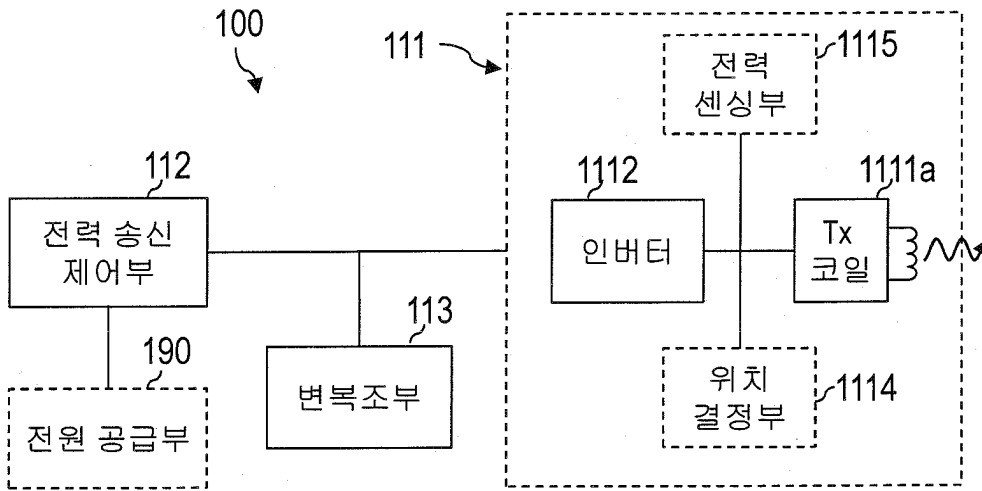 100
111
1115
전력
센싱부
112
전력 송신
제어부
1112
인버터
1111a
Tx
코일
113
변복조부
190
전원 공급부
위치
결정부
1114